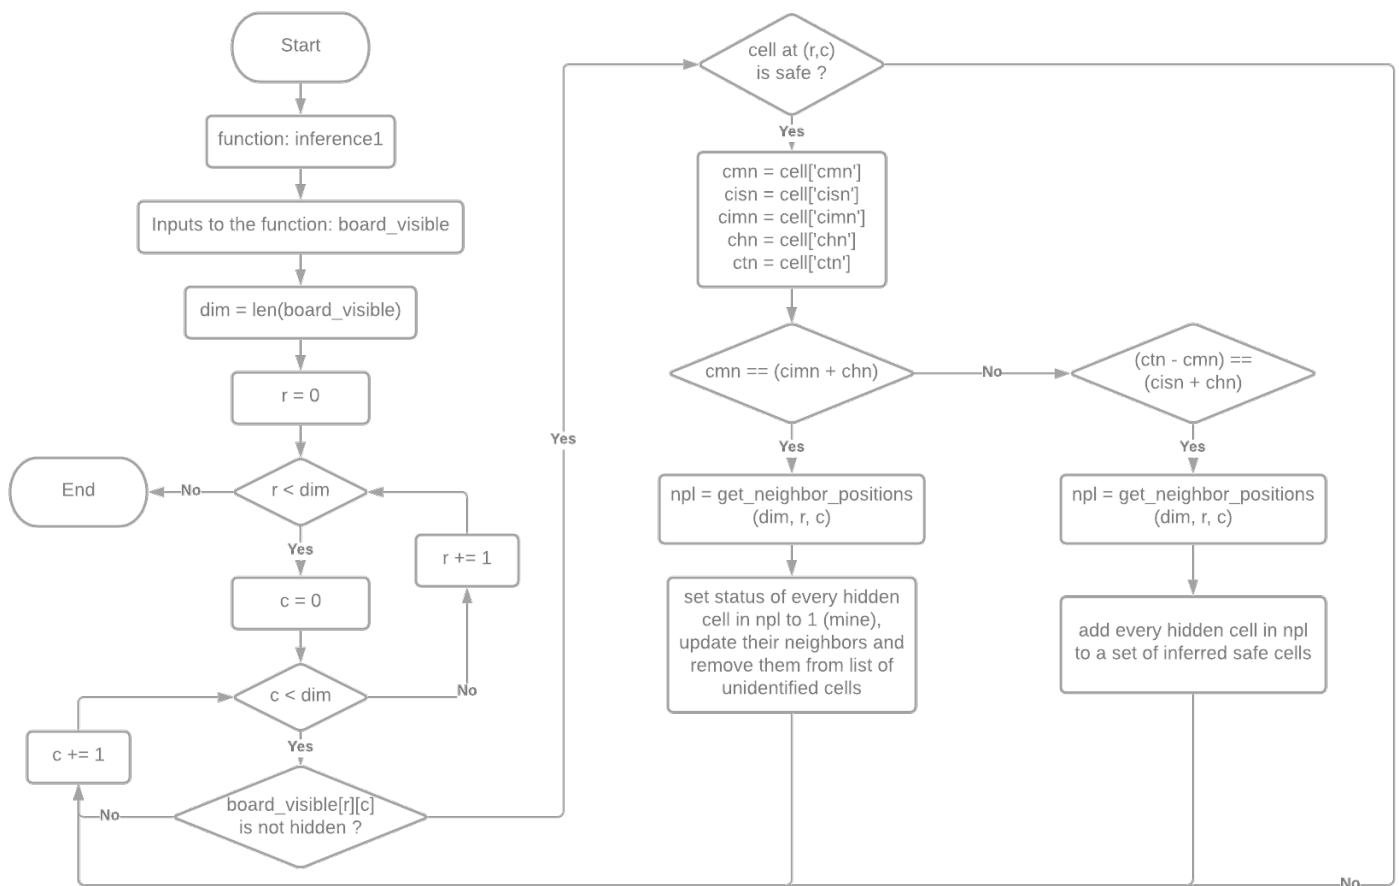 Start
function: inference1
Inputs to the function: board_visible
dim = len(board_visible)
r = 0
r < dim
No
End
Yes
r += 1
c = 0
c < dim
No
Yes
c += 1
board_visible[r][c]
is not hidden ?
No
Yes
cell at (r,c)
is safe ?
Yes
cmn = cell['cmn']
cisn = cell['cisn']
cimn = cell['cimn']
chn = cell['chn']
ctn = cell['ctn']
cmn == (cimn + chn)
No
(ctn - cmn) ==
(cisn + chn)
Yes
Yes
npl = get_neighbor_positions
(dim, r, c)
npl = get_neighbor_positions
(dim, r, c)
set status of every hidden
cell in npl to 1 (mine),
update their neighbors and
remove them from list of
unidentified cells
add every hidden cell in npl
to a set of inferred safe cells
No